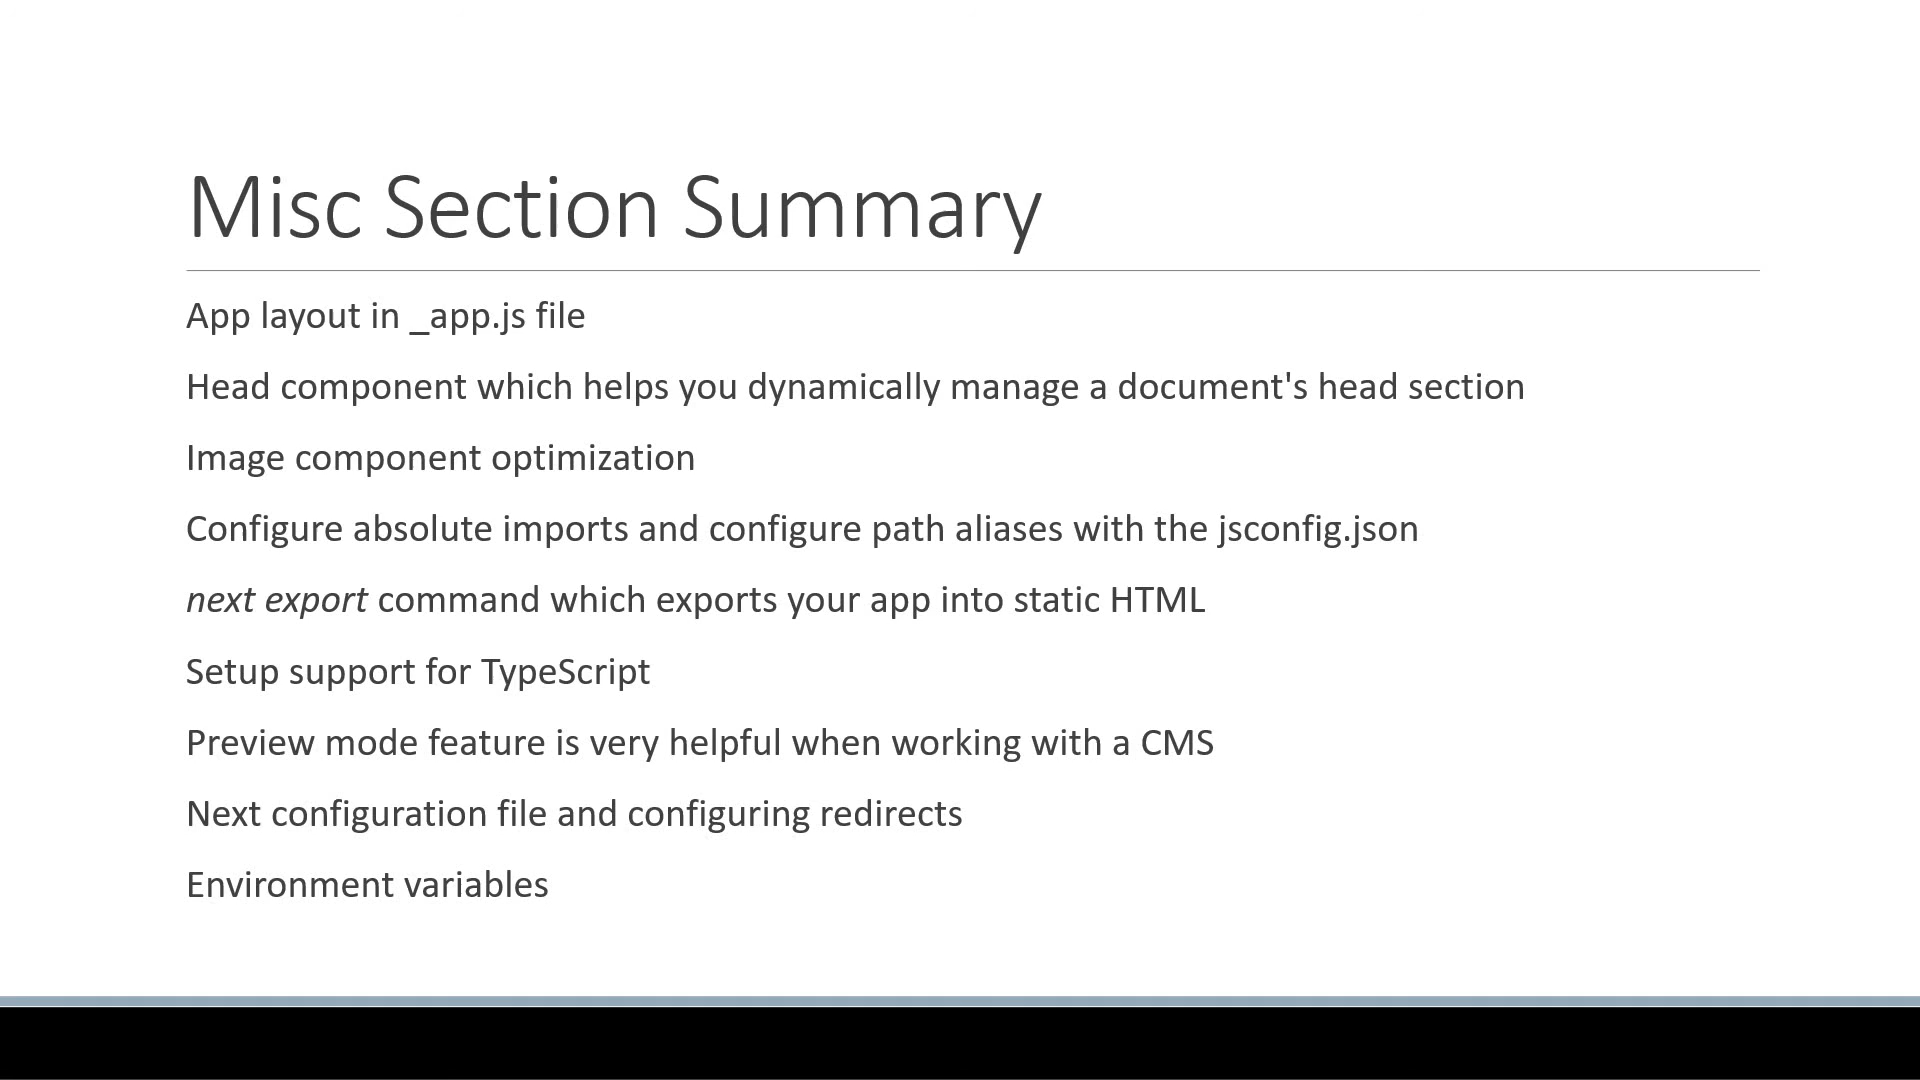 Misc Section Summary
App layout in _app.js file
Head component which helps you dynamically manage a document's head section
Image component optimization
Configure absolute imports and configure path aliases with the jsconfig.json
next export command which exports your app into static HTML
Setup support for TypeScript
Preview mode feature is very helpful when working with a CMS
Next configuration file and configuring redirects
Environment variables